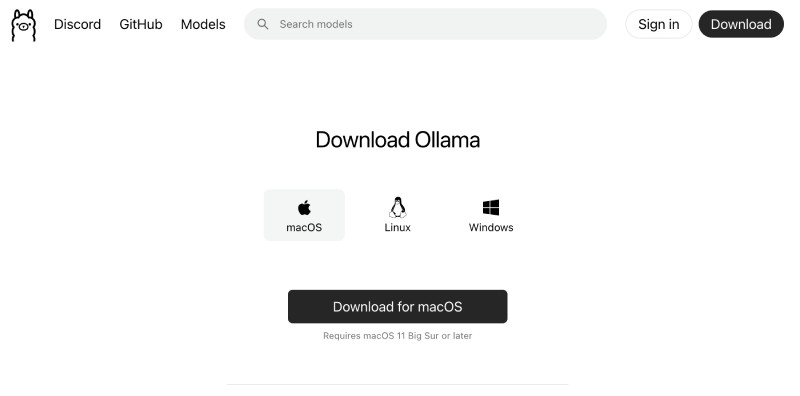 Discord GitHub Models Search models Sign in Download
Download Ollama
macOS Linux Windows
Download for macOS
Requires macOS 11 Big Sur or later